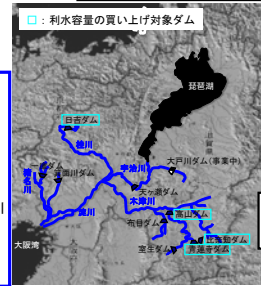 □：利水容量の買い上げ対象ダム
琵琶湖
日吉ダム
桂川
宇治川
大戸川ダム(事業中)
一庫ダム
猪名川
天ヶ瀬ダム
木津川
淀川
高山ダム
布目ダム
大阪湾
室生ダム
比奈知ダム
青蓮寺ダム
川